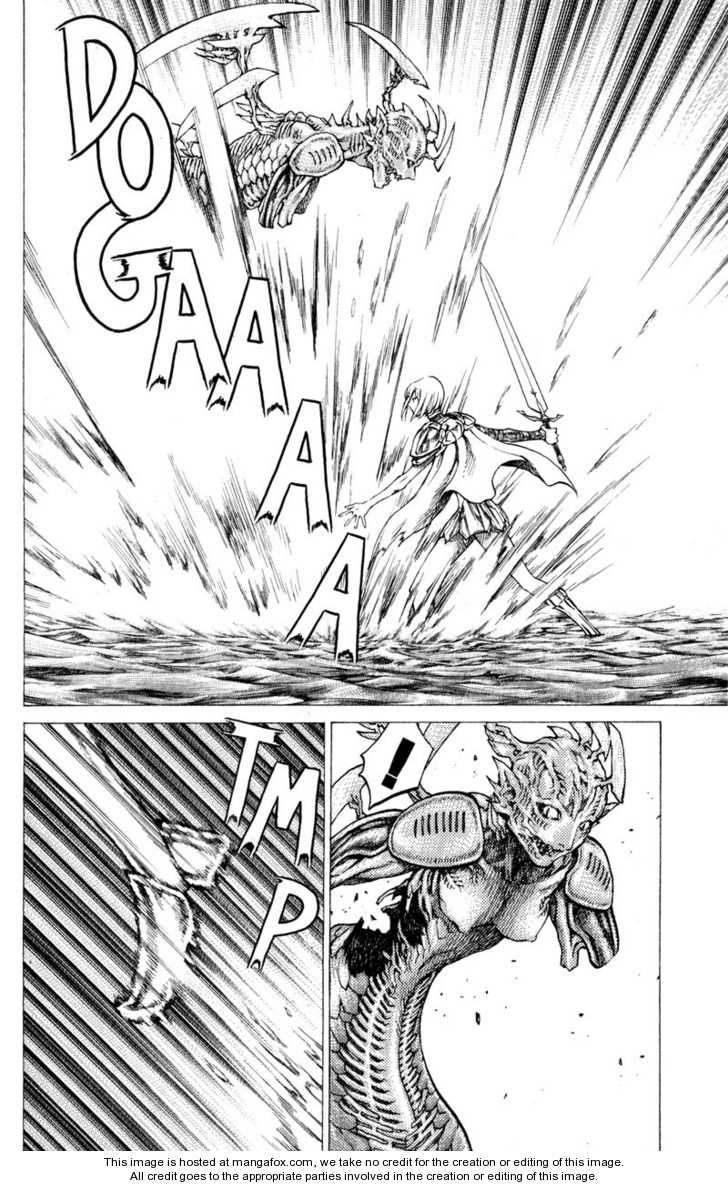 DOGAAAAA
!
TMP
This image is hosted at mangafox.com, we take no credit for the creation or editing of this image.
All credit goes to the appropriate parties involved in the creation or editing of this image.